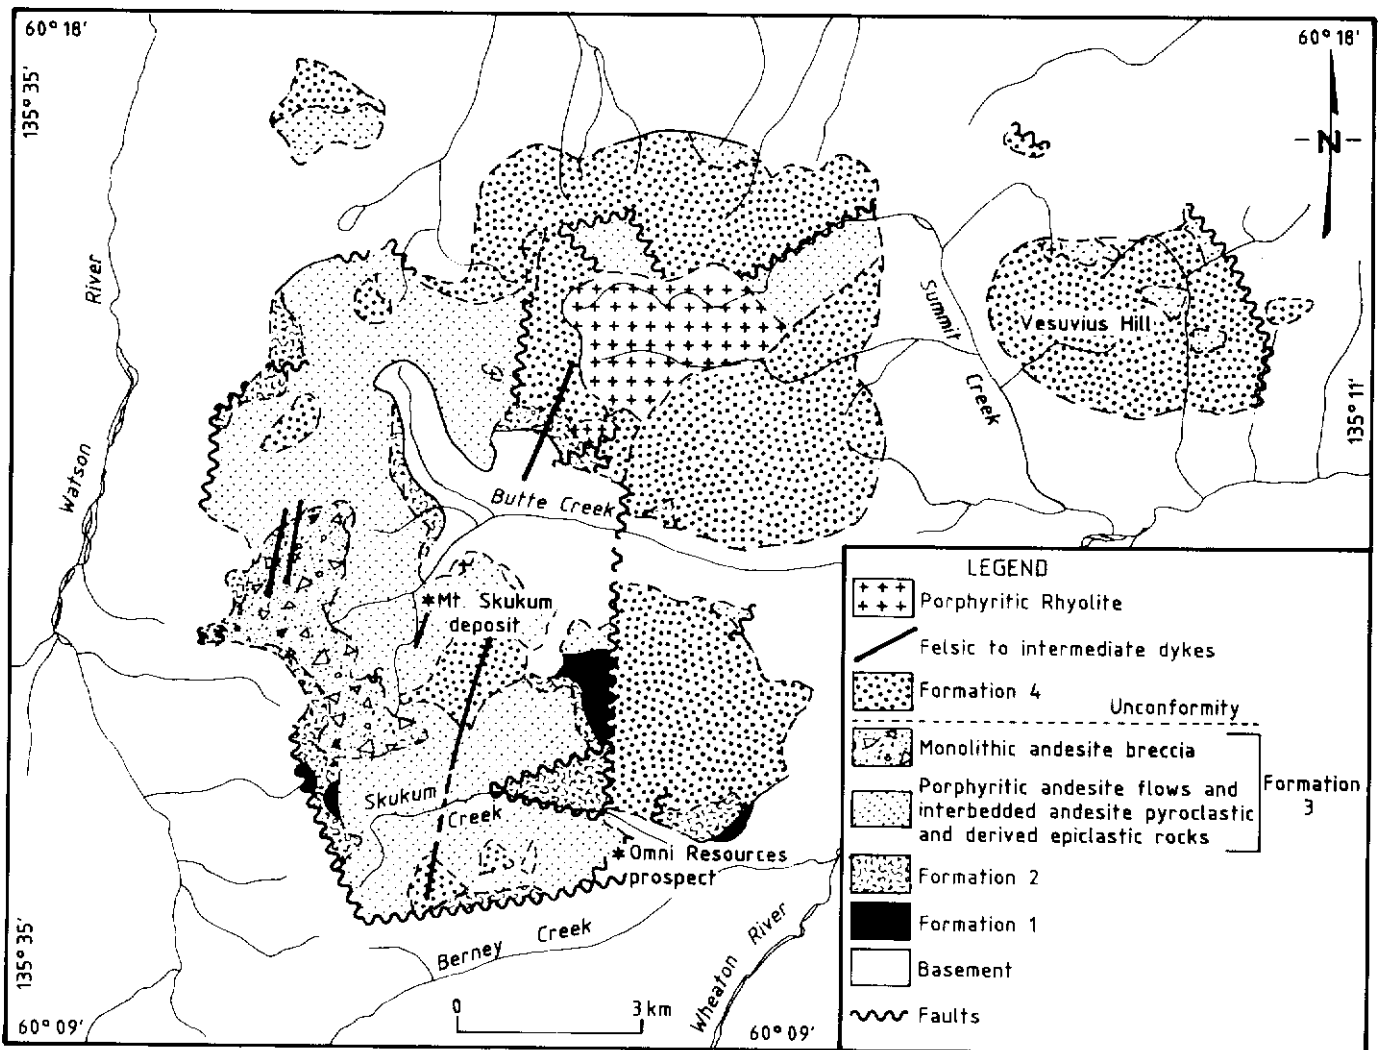 60° 18'
60° 18'
135° 35'
N
River
Watson
Summit
Creek
Vesuvius Hill
135° 11'
Butte Creek
*Mt. Skukum
deposit
Skukum
Creek
*Omni Resources
prospect
Berney Creek
Wheaton River
135° 35'
60° 09'
0 3 km
60° 09'
LEGEND
Porphyritic Rhyolite
Felsic to intermediate dykes
Formation 4
Unconformity
Monolithic andesite breccia
Porphyritic andesite flows and
interbedded andesite pyroclastic
and derived epiclastic rocks
Formation
3
Formation 2
Formation 1
Basement
Faults